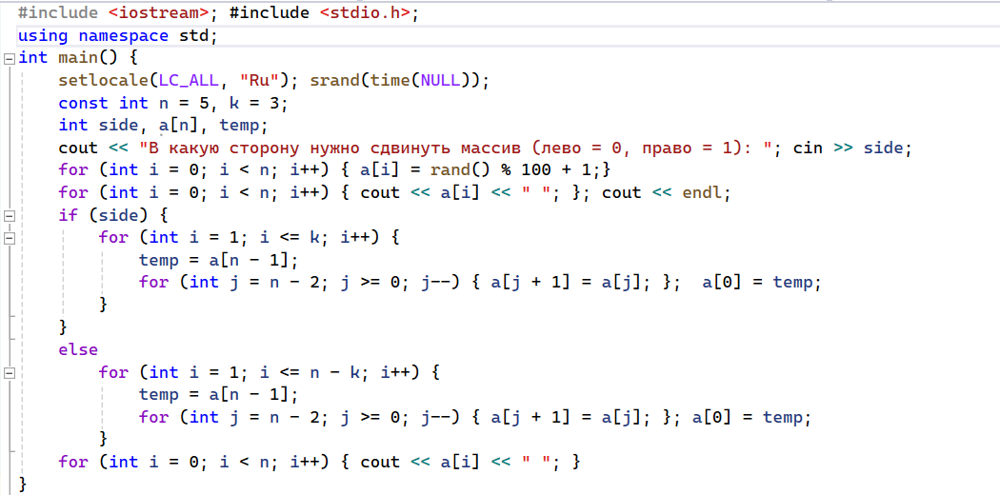 #include <iostream>; #include <stdio.h>;
using namespace std;
int main() {
    setlocale(LC_ALL, "Ru"); srand(time(NULL));
    const int n = 5, k = 3;
    int side, a[n], temp;
    cout << "В какую сторону нужно сдвинуть массив (лево = 0, право = 1): "; cin >> side;
    for (int i = 0; i < n; i++) { a[i] = rand() % 100 + 1;}
    for (int i = 0; i < n; i++) { cout << a[i] << " "; }; cout << endl;
    if (side) {
        for (int i = 1; i <= k; i++) {
            temp = a[n - 1];
            for (int j = n - 2; j >= 0; j--) { a[j + 1] = a[j]; };  a[0] = temp;
        }
    }
    else
        for (int i = 1; i <= n - k; i++) {
            temp = a[n - 1];
            for (int j = n - 2; j >= 0; j--) { a[j + 1] = a[j]; }; a[0] = temp;
        }
    for (int i = 0; i < n; i++) { cout << a[i] << " "; }
}